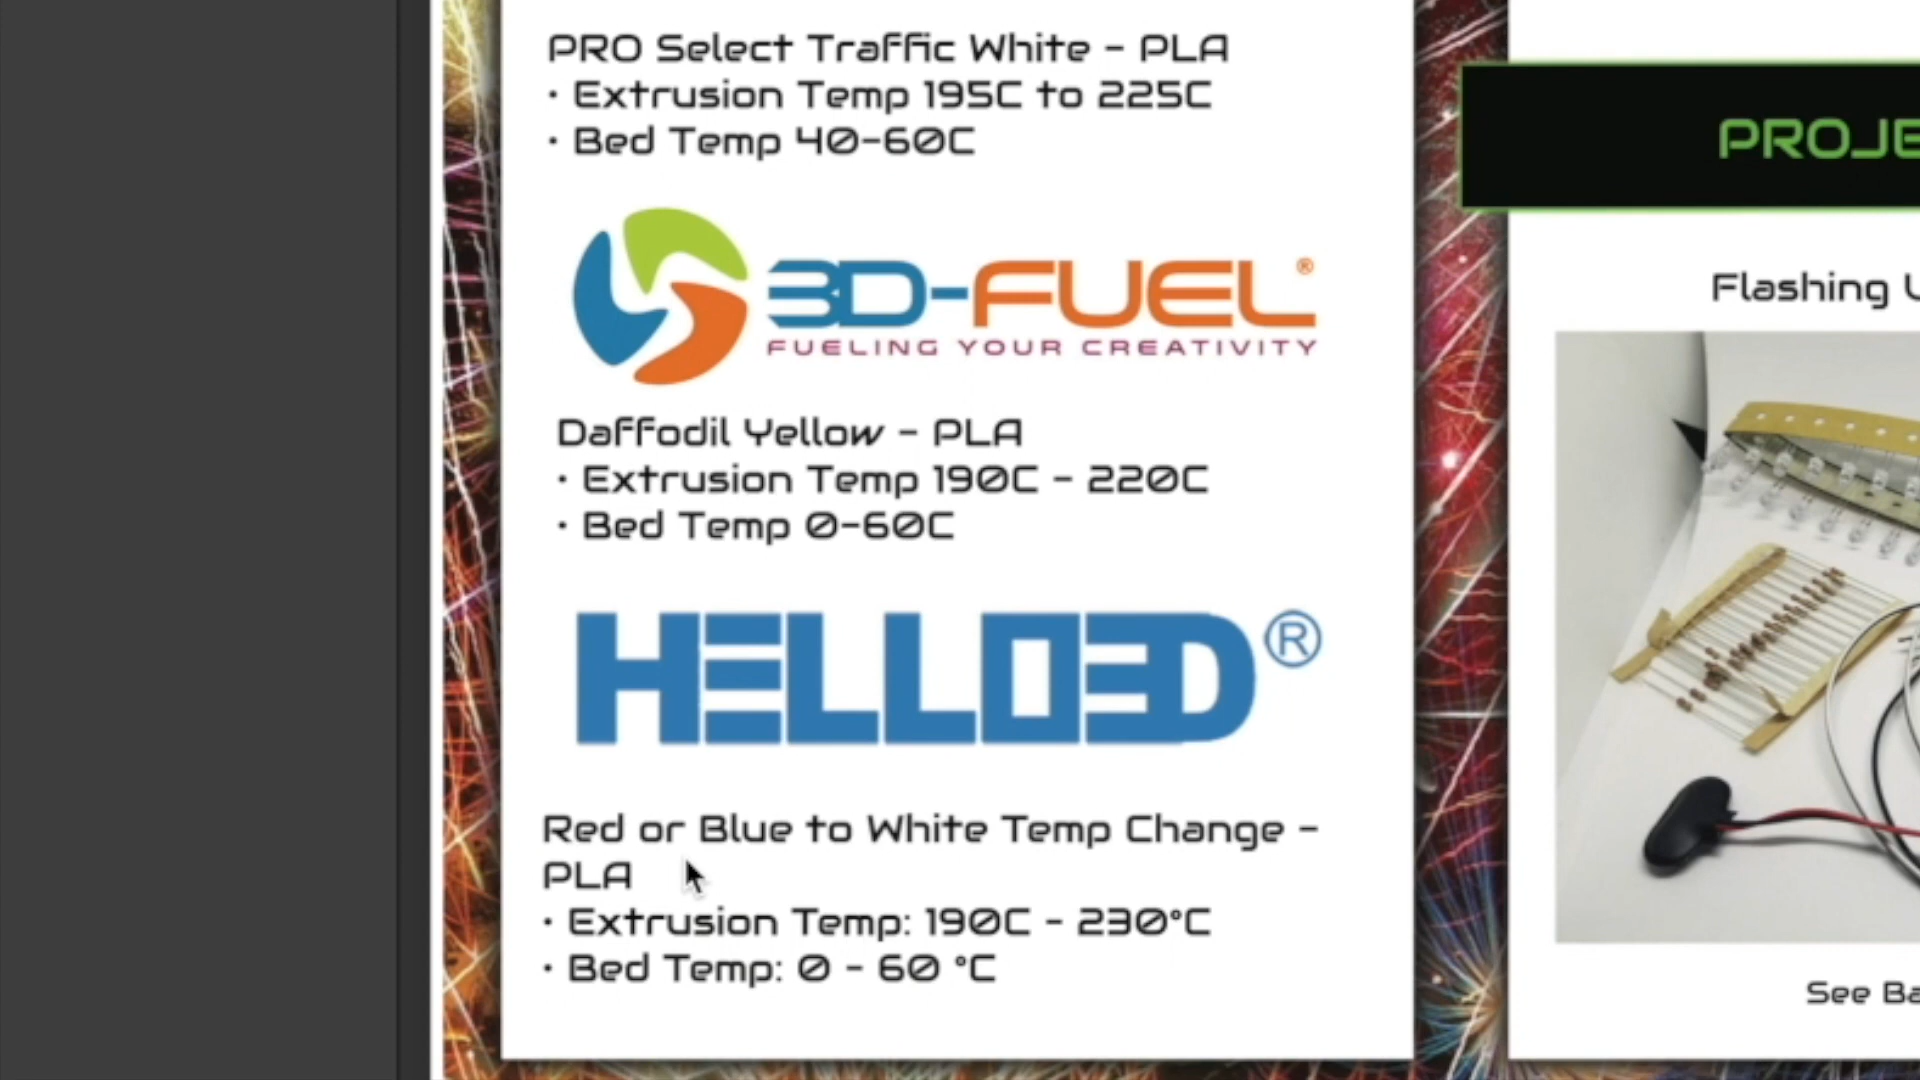 PRO Select Traffic White - PLA
• Extrusion Temp 195C to 225C
• Bed Temp 40-60C
3D-FUEL®
FUELING YOUR CREATIVITY
Daffodil Yellow - PLA
• Extrusion Temp 190C - 220C
• Bed Temp 0-60C
HELLO3D®
Red or Blue to White Temp Change -
PLA
• Extrusion Temp: 190C - 230°C
• Bed Temp: 0 - 60 °C
Flashing
See